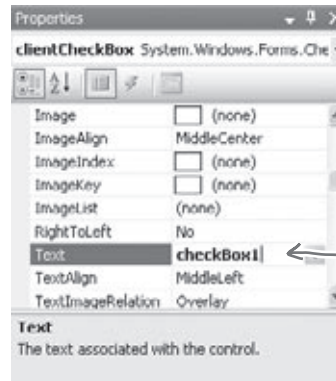 Properties
clientCheckBox System.Windows.Forms.Che
Image (none)
ImageAlign MiddleCenter
ImageIndex (none)
ImageKey (none)
ImageList (none)
RightToLeft No
Text checkBox1
TextAlign MiddleLeft
TextImageRelation Overlay
Text
The text associated with the control.